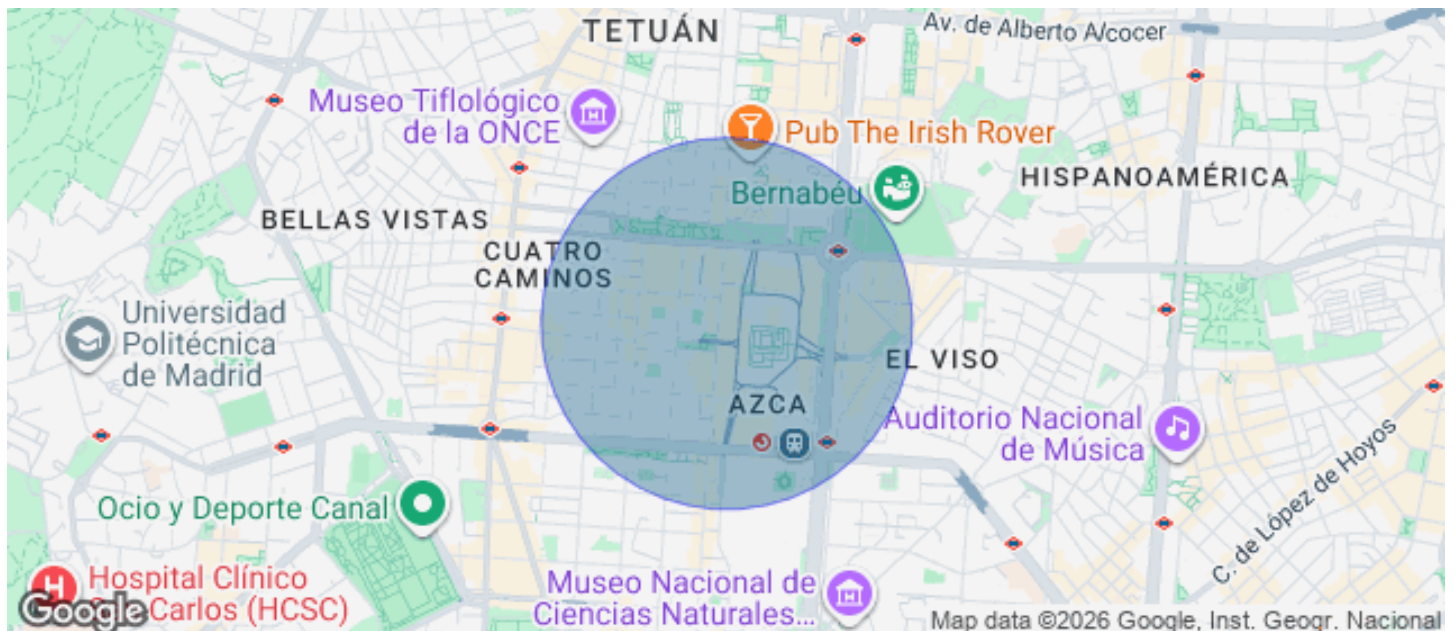 TETUÁN
Av. de Alberto Alcocer
Museo Tiflológico
de la ONCE
Pub The Irish Rover
Bernabéu
HISPANOAMÉRICA
BELLAS VISTAS
CUATRO
CAMINOS
Universidad
Politécnica
de Madrid
EL VISO
AZCA
Auditorio Nacional
de Música
C. de López de Hoyos
Ocio y Deporte Canal
H
Hospital Clínico
Carlos (HCSC)
Google
Museo Nacional de
Ciencias Naturales...
Map data ©2026 Google, Inst. Geogr. Nacional